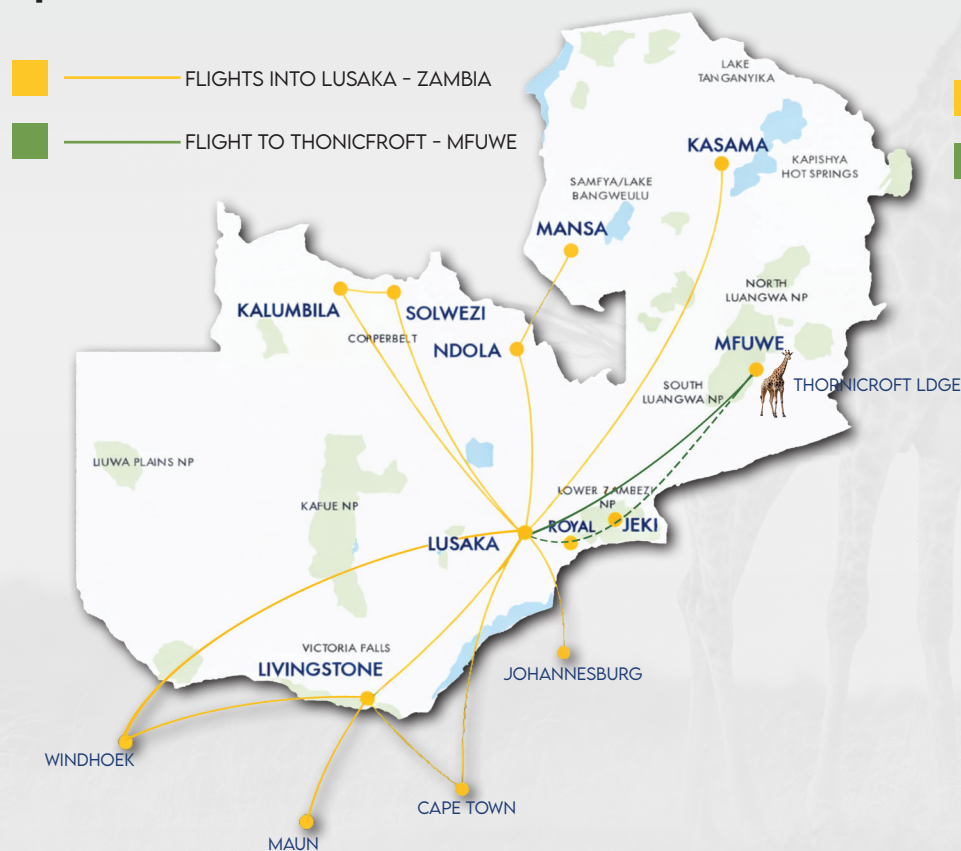 FLIGHTS INTO LUSAKA - ZAMBIA
FLIGHT TO THONICFROFT - MFUWE
LAKE
TANGANYIKA
KASAMA
KAPISHYA
HOT SPRINGS
SAMFYA/LAKE
BANGWEULU
MANSA
NORTH
LUANGWA NP
KALUMBILA
SOLWEZI
COPPERBELT
NDOLA
MFUWE
THORNICROFT LDGE
SOUTH
LUANGWA NP
LIUWA PLAINS NP
KAFUE NP
LOWER ZAMBEZI
NP
ROYAL
JEKI
LUSAKA
VICTORIA FALLS
LIVINGSTONE
JOHANNESBURG
WINDHOEK
CAPE TOWN
MAUN